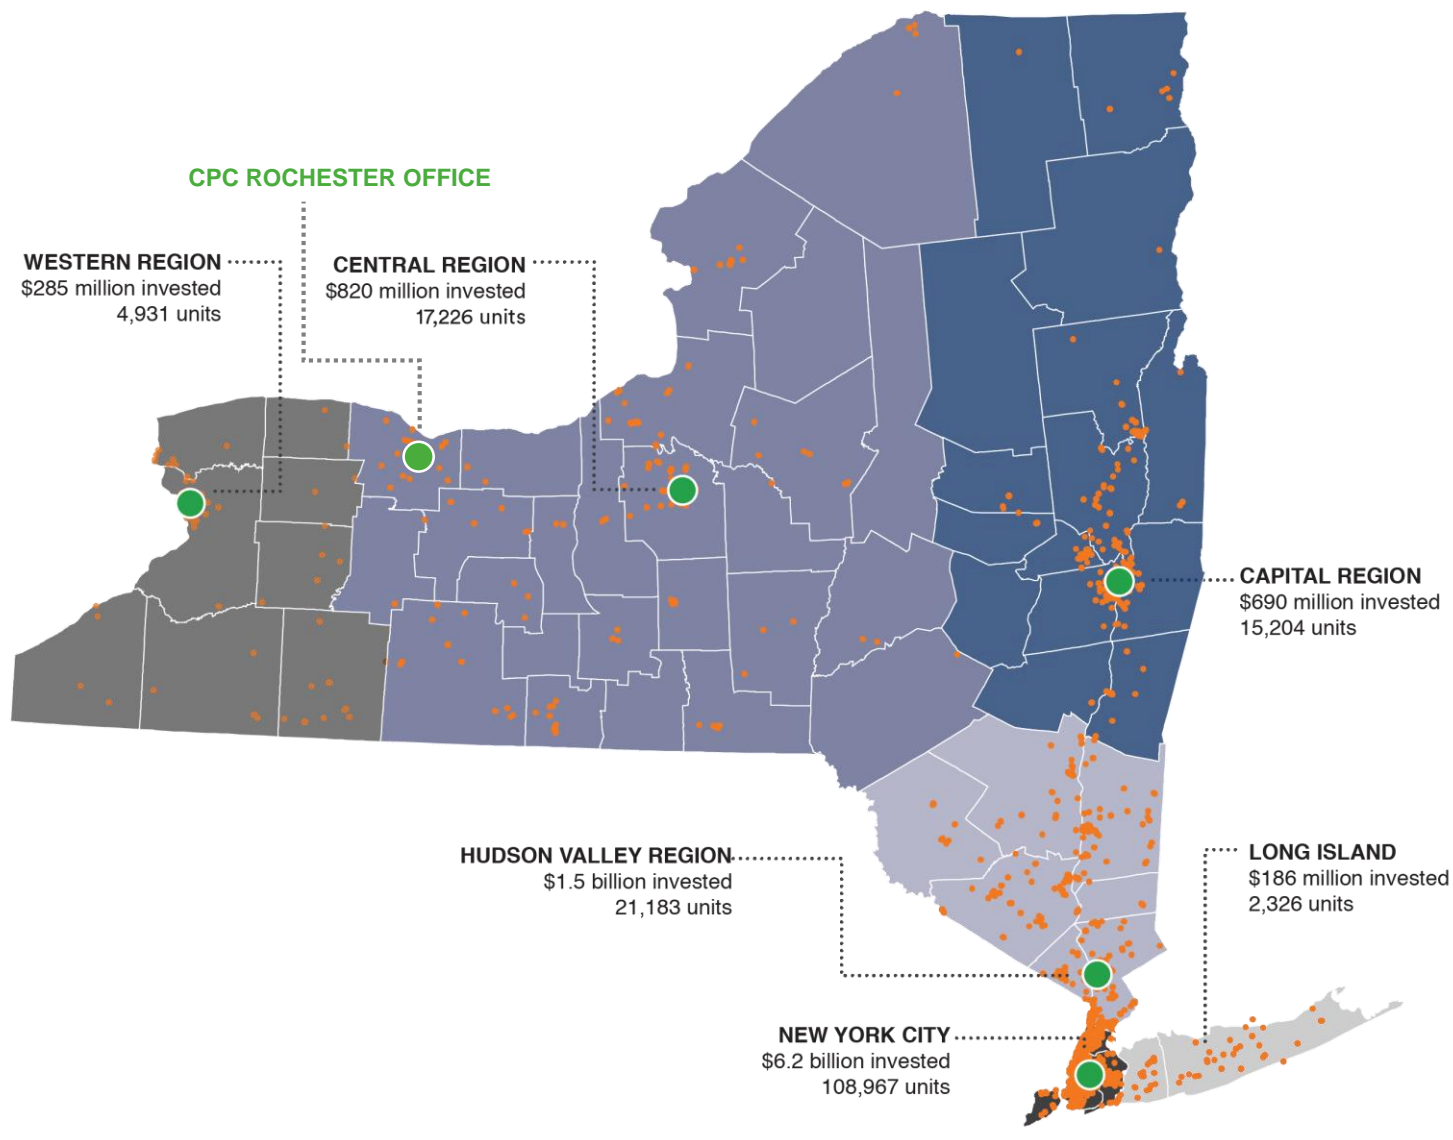 CPC ROCHESTER OFFICE
WESTERN REGION
$285 million invested
4,931 units
CENTRAL REGION
$820 million invested
17,226 units
CAPITAL REGION
$690 million invested
15,204 units
HUDSON VALLEY REGION
$1.5 billion invested
21,183 units
LONG ISLAND
$186 million invested
2,326 units
NEW YORK CITY
$6.2 billion invested
108,967 units